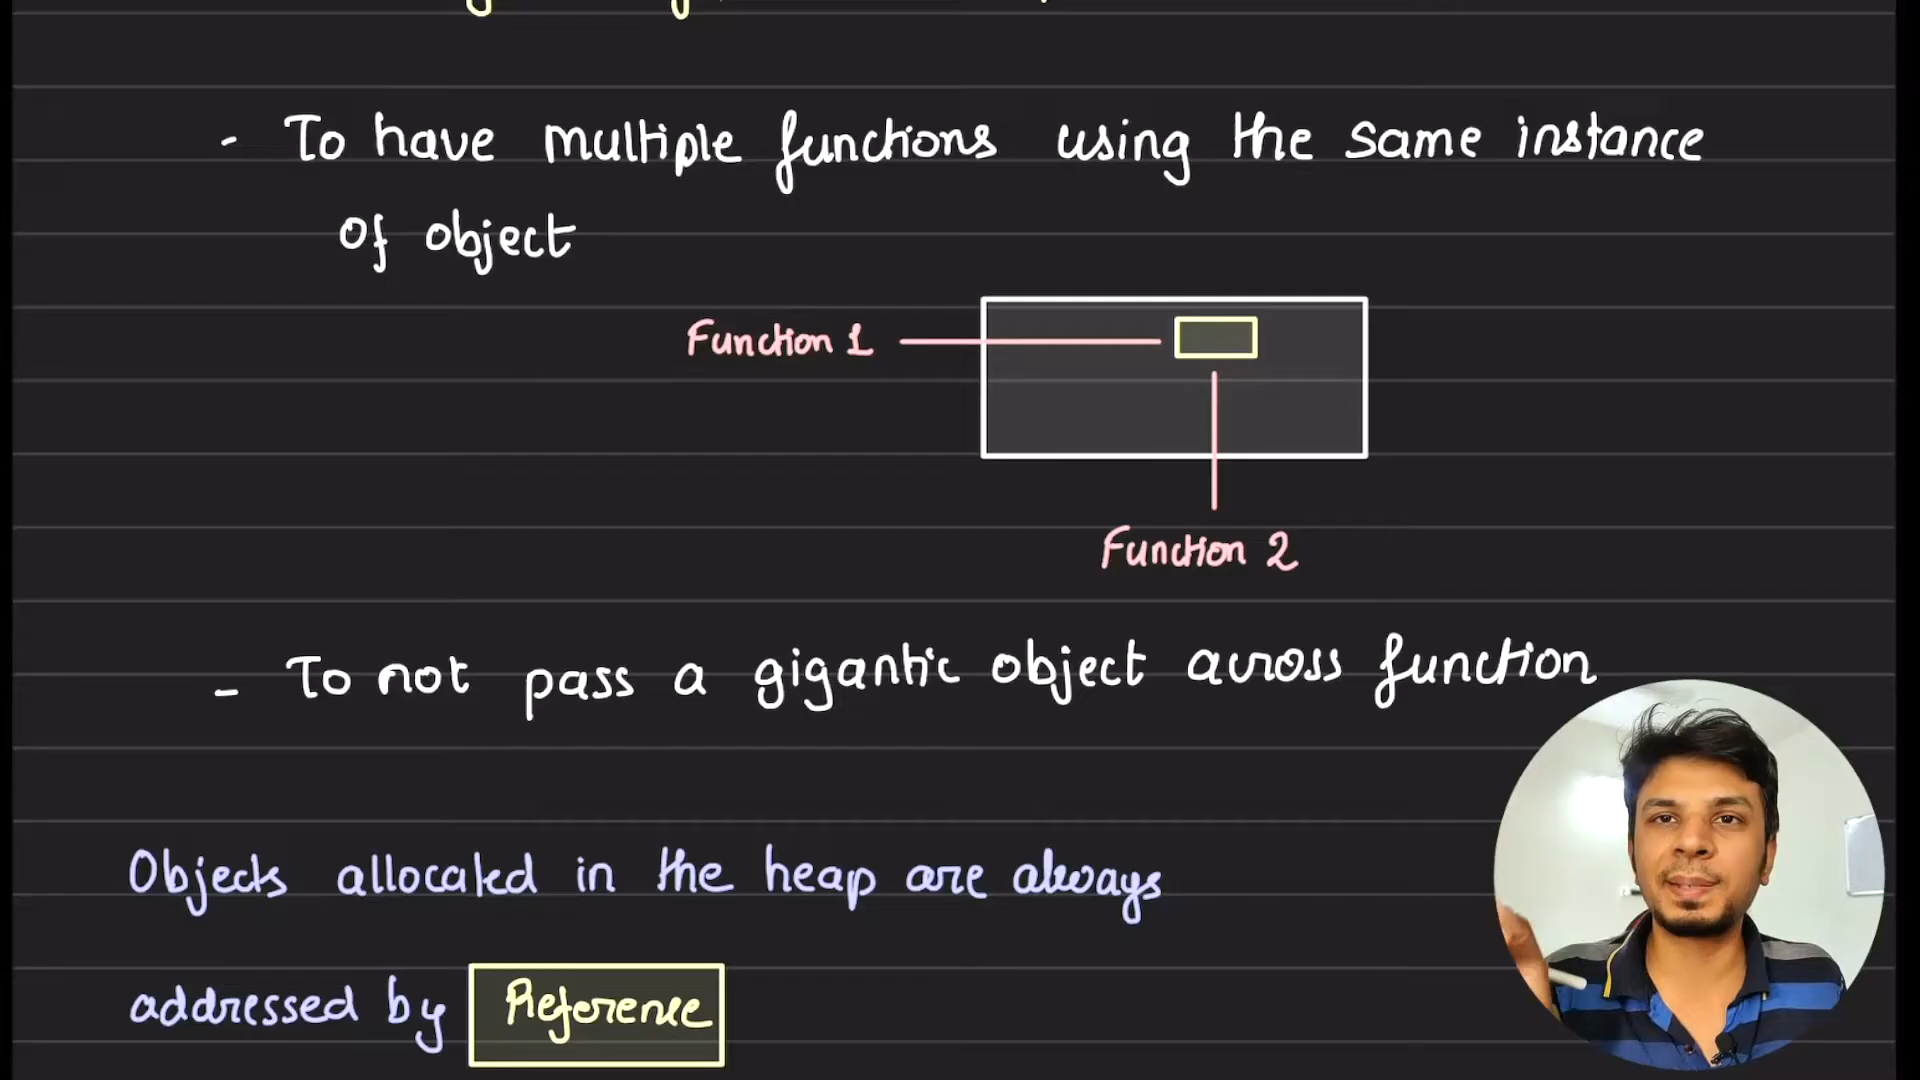 - To have multiple functions using the same instance
of object
Function 1
Function 2
- To not pass a gigantic object across function
Objects allocated in the heap are always
addressed by Reference